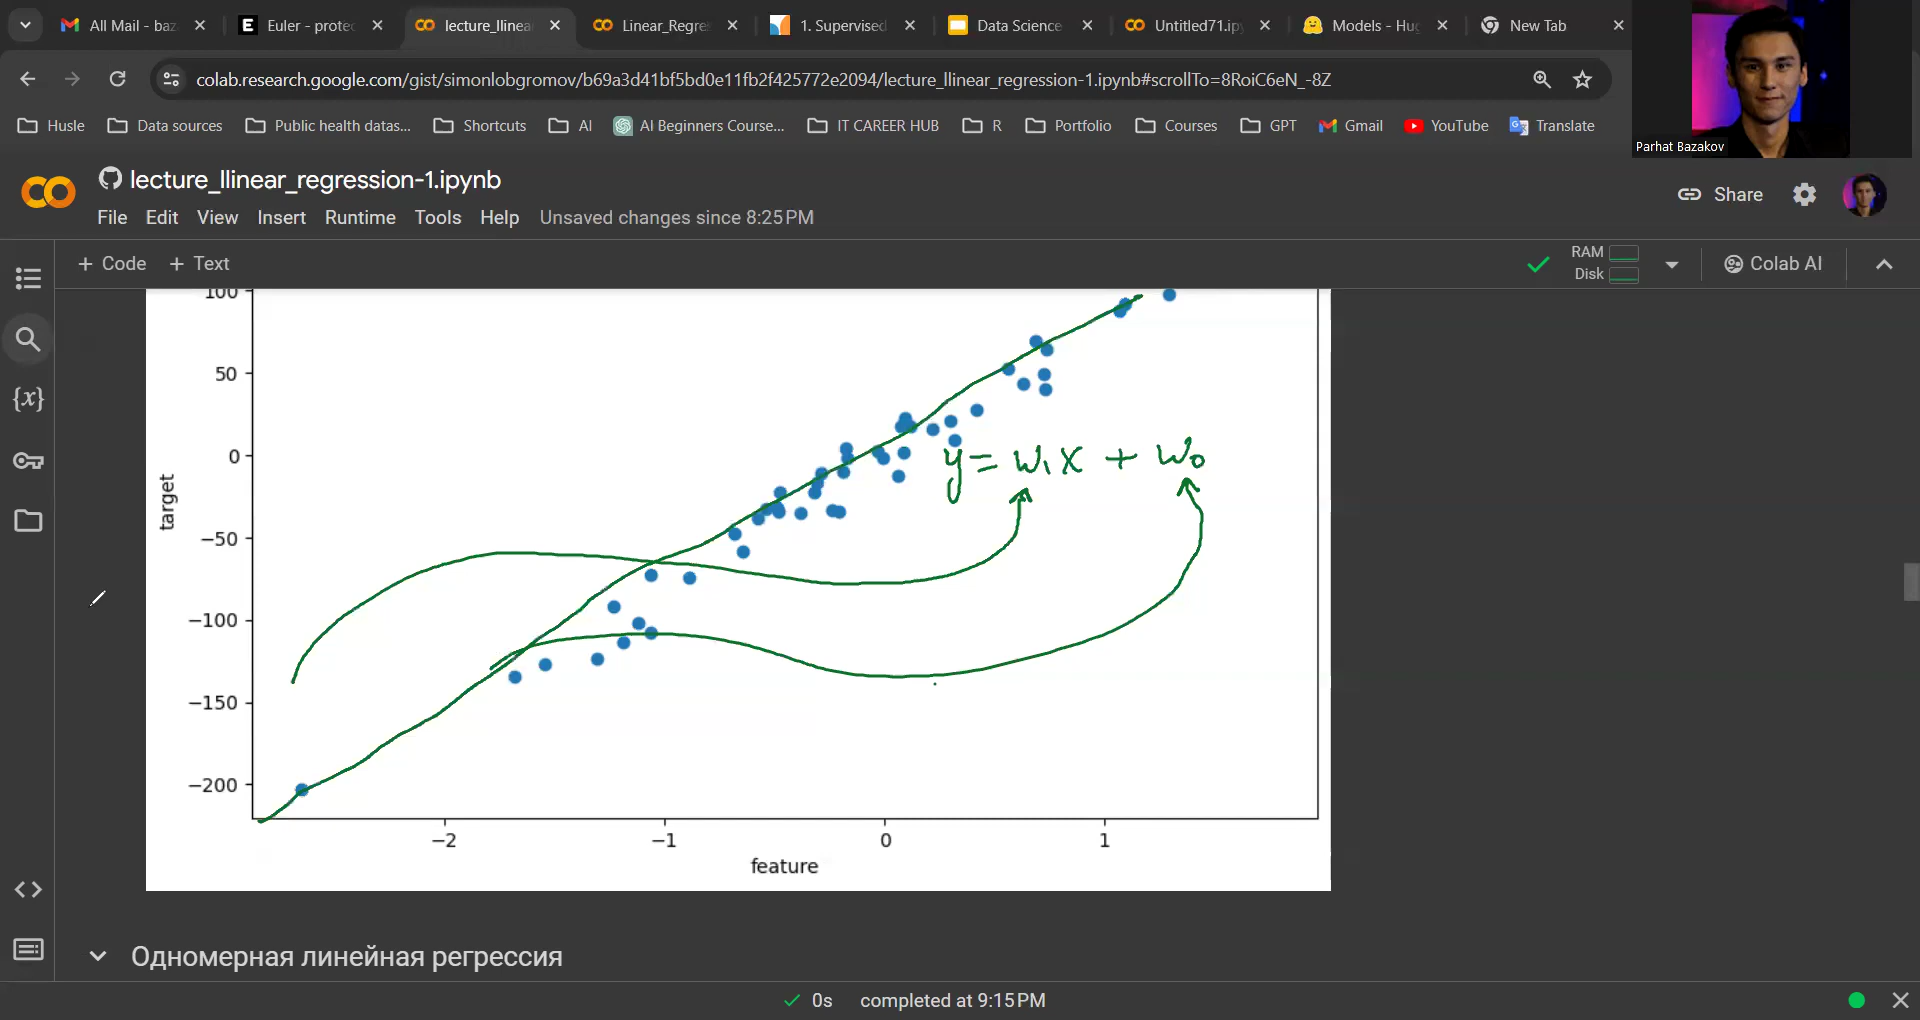 All Mail - baz
Euler - protec
lecture_llinear
Linear_Regre
1. Supervised
Data Science
Untitled71.ip
Models - Hug
New Tab
colab.research.google.com/gist/simonlobgromov/b69a3d41bf5bd0e11fb2f425772e2094/lecture_llinear_regression-1.ipynb#scrollTo=8RoiC6eN_-8Z
Husle
Data sources
Public health datas...
Shortcuts
AI
AI Beginners Course...
IT CAREER HUB
R
Portfolio
Courses
GPT
Gmail
YouTube
Translate
Parhat Bazakov
lecture_llinear_regression-1.ipynb
File Edit View Insert Runtime Tools Help Unsaved changes since 8:25 PM
Share
+ Code + Text
RAM
Disk
Colab AI
{x}
100
50
0
−50
−100
−150
−200
target
y = w₁x + w₀
−2 −1 0 1
feature
Одномерная линейная регрессия
0s completed at 9:15 PM